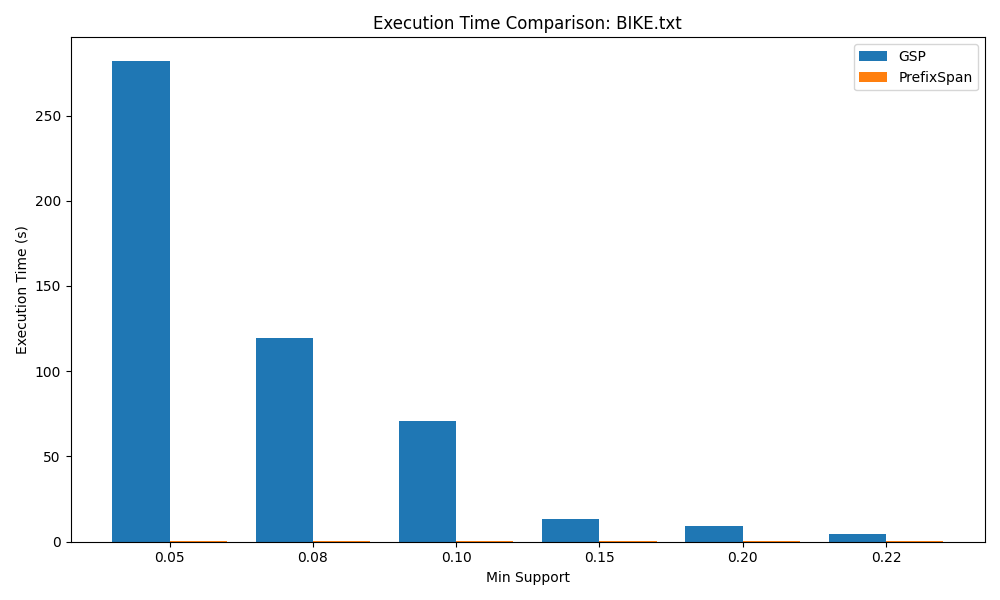 Execution Time Comparison: BIKE.txt
GSP
PrefixSpan
Execution Time (s)
250
200
150
100
50
0
0.05 0.08 0.10 0.15 0.20 0.22
Min Support